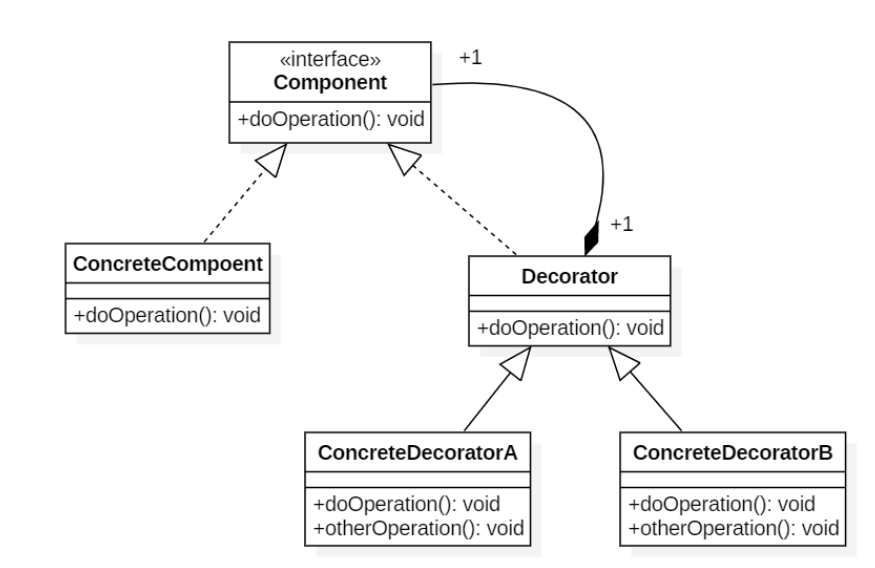 «interface»
Component
+doOperation(): void
+1
+1
ConcreteCompoent
+doOperation(): void
Decorator
+doOperation(): void
ConcreteDecoratorA
+doOperation(): void
+otherOperation(): void
ConcreteDecoratorB
+doOperation(): void
+otherOperation(): void